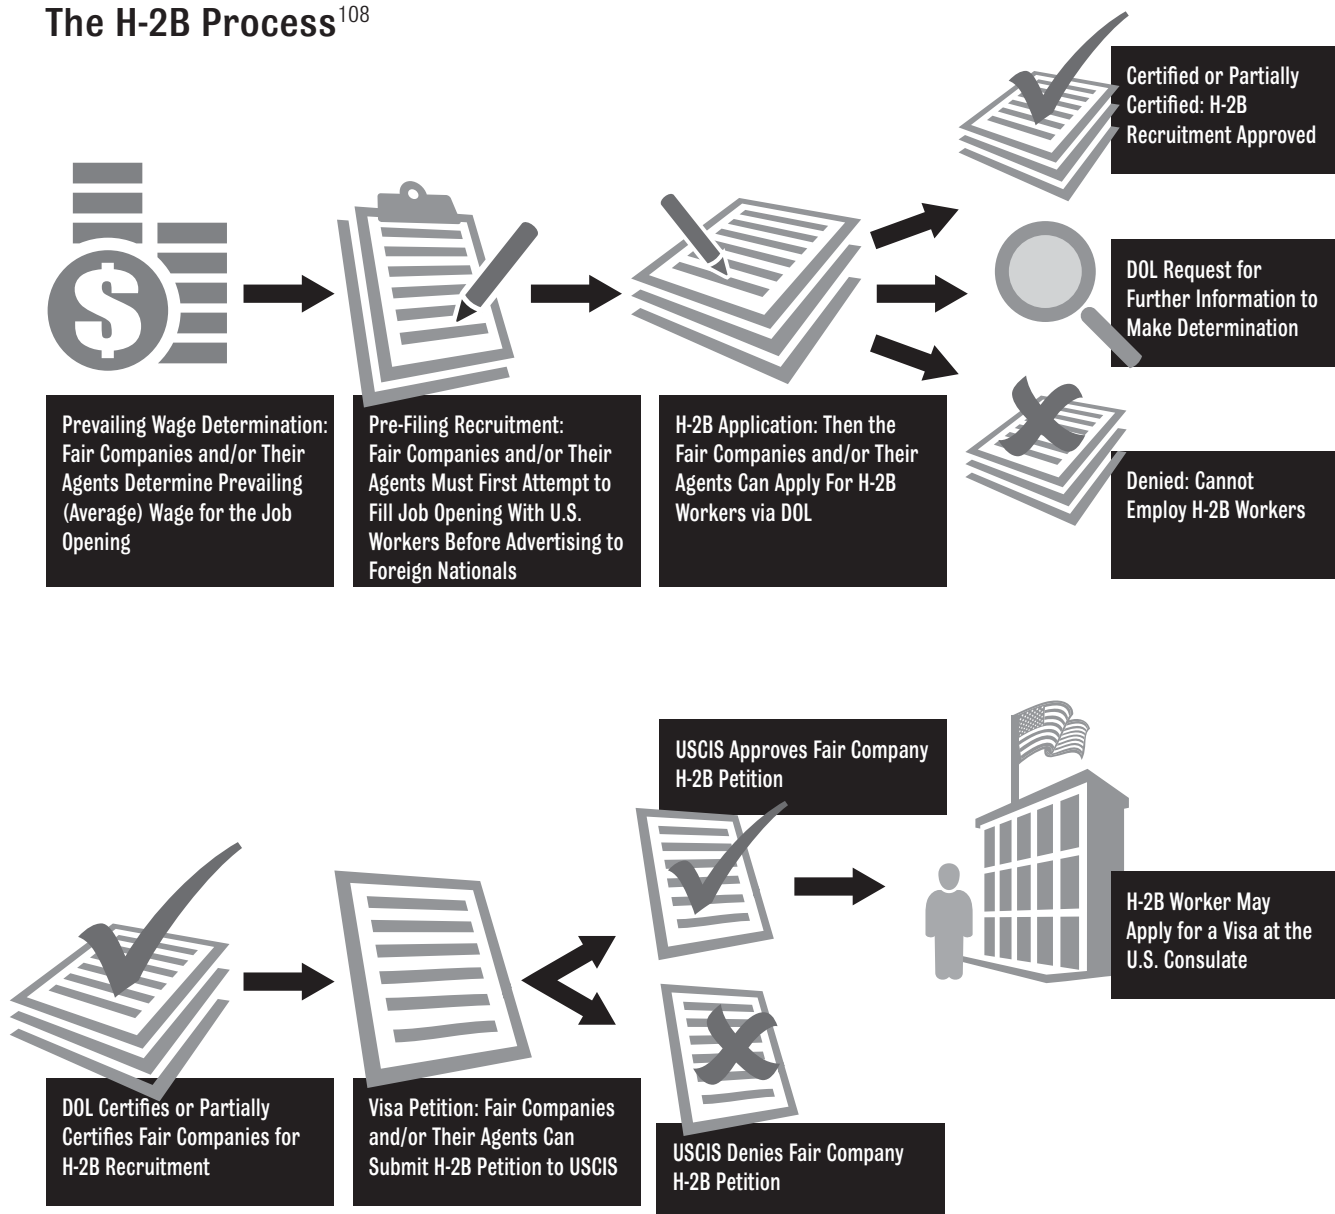 The H-2B Process108
Certified or Partially
Certified: H-2B
Recruitment Approved
DOL Request for
Further Information to
Make Determination
Denied: Cannot
Employ H-2B Workers
$
Prevailing Wage Determination:
Fair Companies and/or Their
Agents Determine Prevailing
(Average) Wage for the Job
Opening
Pre-Filing Recruitment:
Fair Companies and/or Their
Agents Must First Attempt to
Fill Job Opening With U.S.
Workers Before Advertising to
Foreign Nationals
H-2B Application: Then the
Fair Companies and/or Their
Agents Can Apply For H-2B
Workers via DOL
DOL Certifies or Partially
Certifies Fair Companies for
H-2B Recruitment
Visa Petition: Fair Companies
and/or Their Agents Can
Submit H-2B Petition to USCIS
USCIS Approves Fair Company
H-2B Petition
USCIS Denies Fair Company
H-2B Petition
H-2B Worker May
Apply for a Visa at the
U.S. Consulate